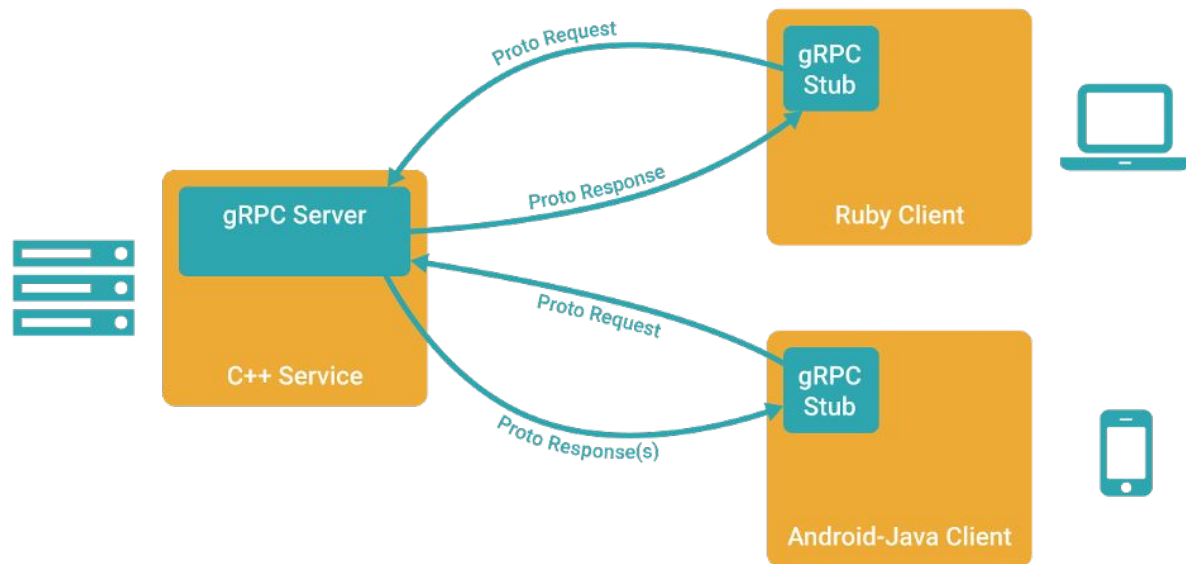 Proto Request
gRPC
Stub
Proto Response
Ruby Client
gRPC Server
C++ Service
Proto Request
gRPC
Stub
Proto Response(s)
Android-Java Client